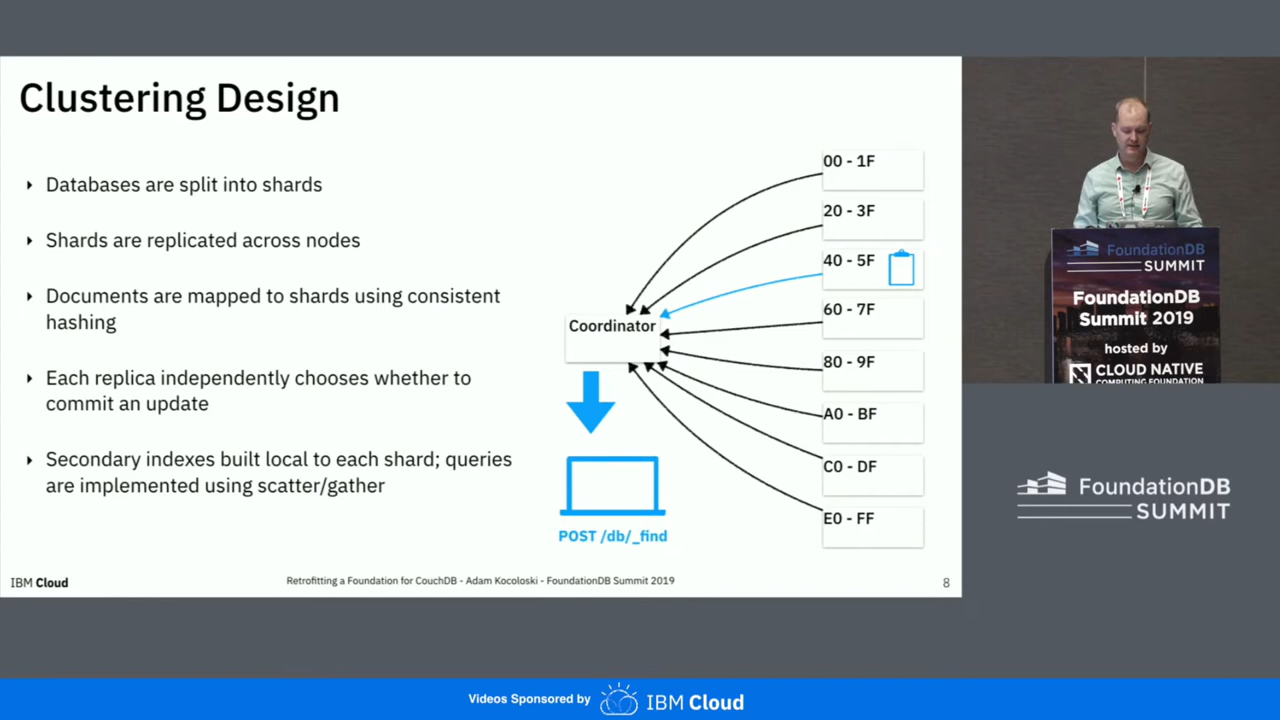 Clustering Design
Databases are split into shards
Shards are replicated across nodes
Documents are mapped to shards using consistent
hashing
Each replica independently chooses whether to
commit an update
Secondary indexes built local to each shard; queries
are implemented using scatter/gather
00 - 1F
20 - 3F
40 - 5F
60 - 7F
80 - 9F
A0 - BF
C0 - DF
E0 - FF
Coordinator
POST /db/_find
IBM Cloud
Retrofitting a Foundation for CouchDB - Adam Kocoloski - FoundationDB Summit 2019
8
FoundationDB
SUMMIT
FoundationDB
Summit 2019
hosted by
CLOUD NATIVE
COMPUTING FOUNDATION
FoundationDB
SUMMIT
Videos Sponsored by
IBM Cloud